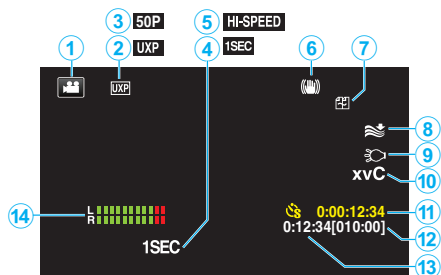 3 50P 5 HI-SPEED
1 2 UXP 4 1SEC 6 7
UXP
8
9
xvC 10
0:00:12:34 11
14 L
R 0:12:34[010:00] 12
1SEC
13